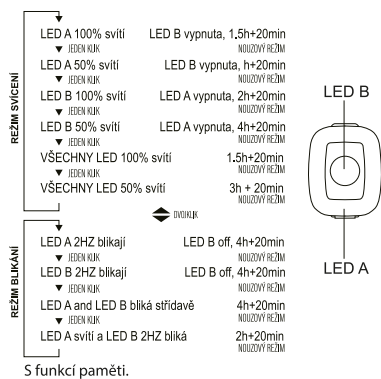 REŽIM SVÍCENÍ
LED A 100% svítí LED B vypnuta, 1.5h+20min
JEDEN KLIK NOUZOVÝ REŽIM
LED A 50% svítí LED B vypnuta, h+20min
JEDEN KLIK NOUZOVÝ REŽIM
LED B 100% svítí LED A vypnuta, 2h+20min
JEDEN KLIK NOUZOVÝ REŽIM
LED B 50% svítí LED A vypnuta, 4h+20min
JEDEN KLIK NOUZOVÝ REŽIM
VŠECHNY LED 100% svítí 1.5h+20min
JEDEN KLIK NOUZOVÝ REŽIM
VŠECHNY LED 50% svítí 3h + 20min
NOUZOVÝ REŽIM
DVOJKLIK
REŽIM BLIKÁNÍ
LED A 2HZ blikají LED B off, 4h+20min
JEDEN KLIK NOUZOVÝ REŽIM
LED B 2HZ blikají LED B off, 4h+20min
JEDEN KLIK NOUZOVÝ REŽIM
LED A and LED B bliká střídavě 4h+20min
JEDEN KLIK NOUZOVÝ REŽIM
LED A svítí a LED B 2HZ bliká 2h+20min
NOUZOVÝ REŽIM
LED B
LED A
S funkcí paměti.